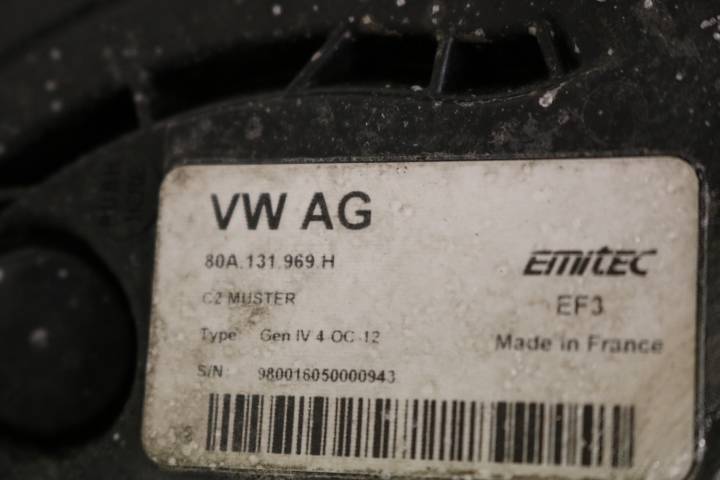 VW AG
80A.131.969.H
EMITEC
C2 MUSTER
EF3
Type Gen IV 4 OC-12
Made in France
S/N 980016050000943